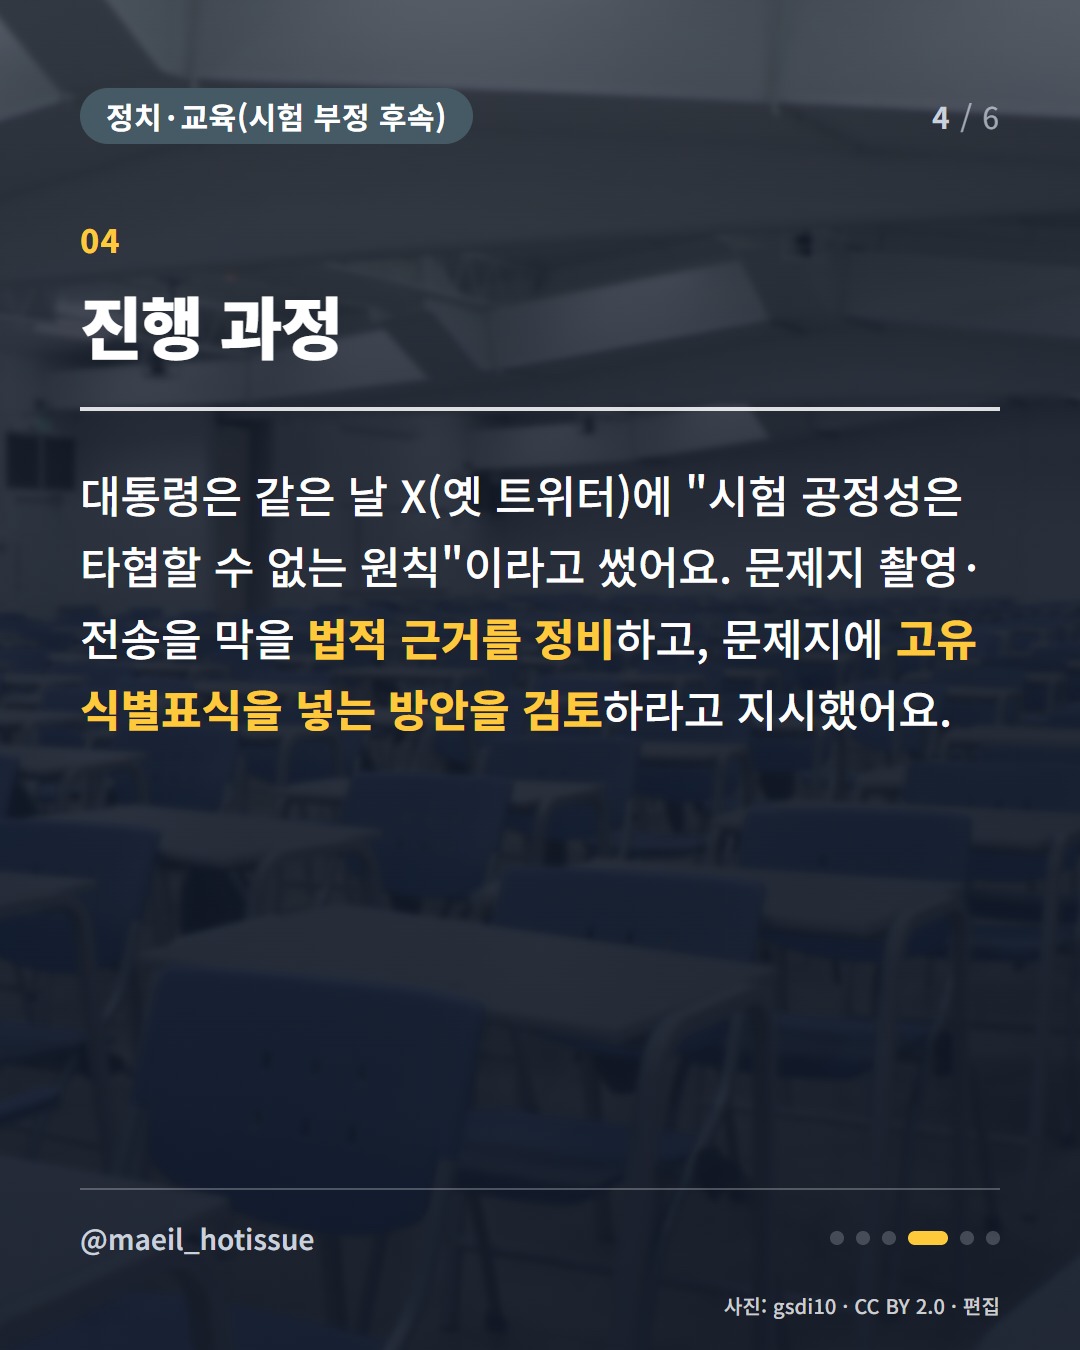 정치·교육(시험 부정 후속)
4 / 6
04
진행 과정
대통령은 같은 날 X(옛 트위터)에 "시험 공정성은
타협할 수 없는 원칙"이라고 썼어요. 문제지 촬영·
전송을 막을 법적 근거를 정비하고, 문제지에 고유
식별표식을 넣는 방안을 검토하라고 지시했어요.
@maeil_hotissue
사진: gsdi10 · CC BY 2.0 · 편집